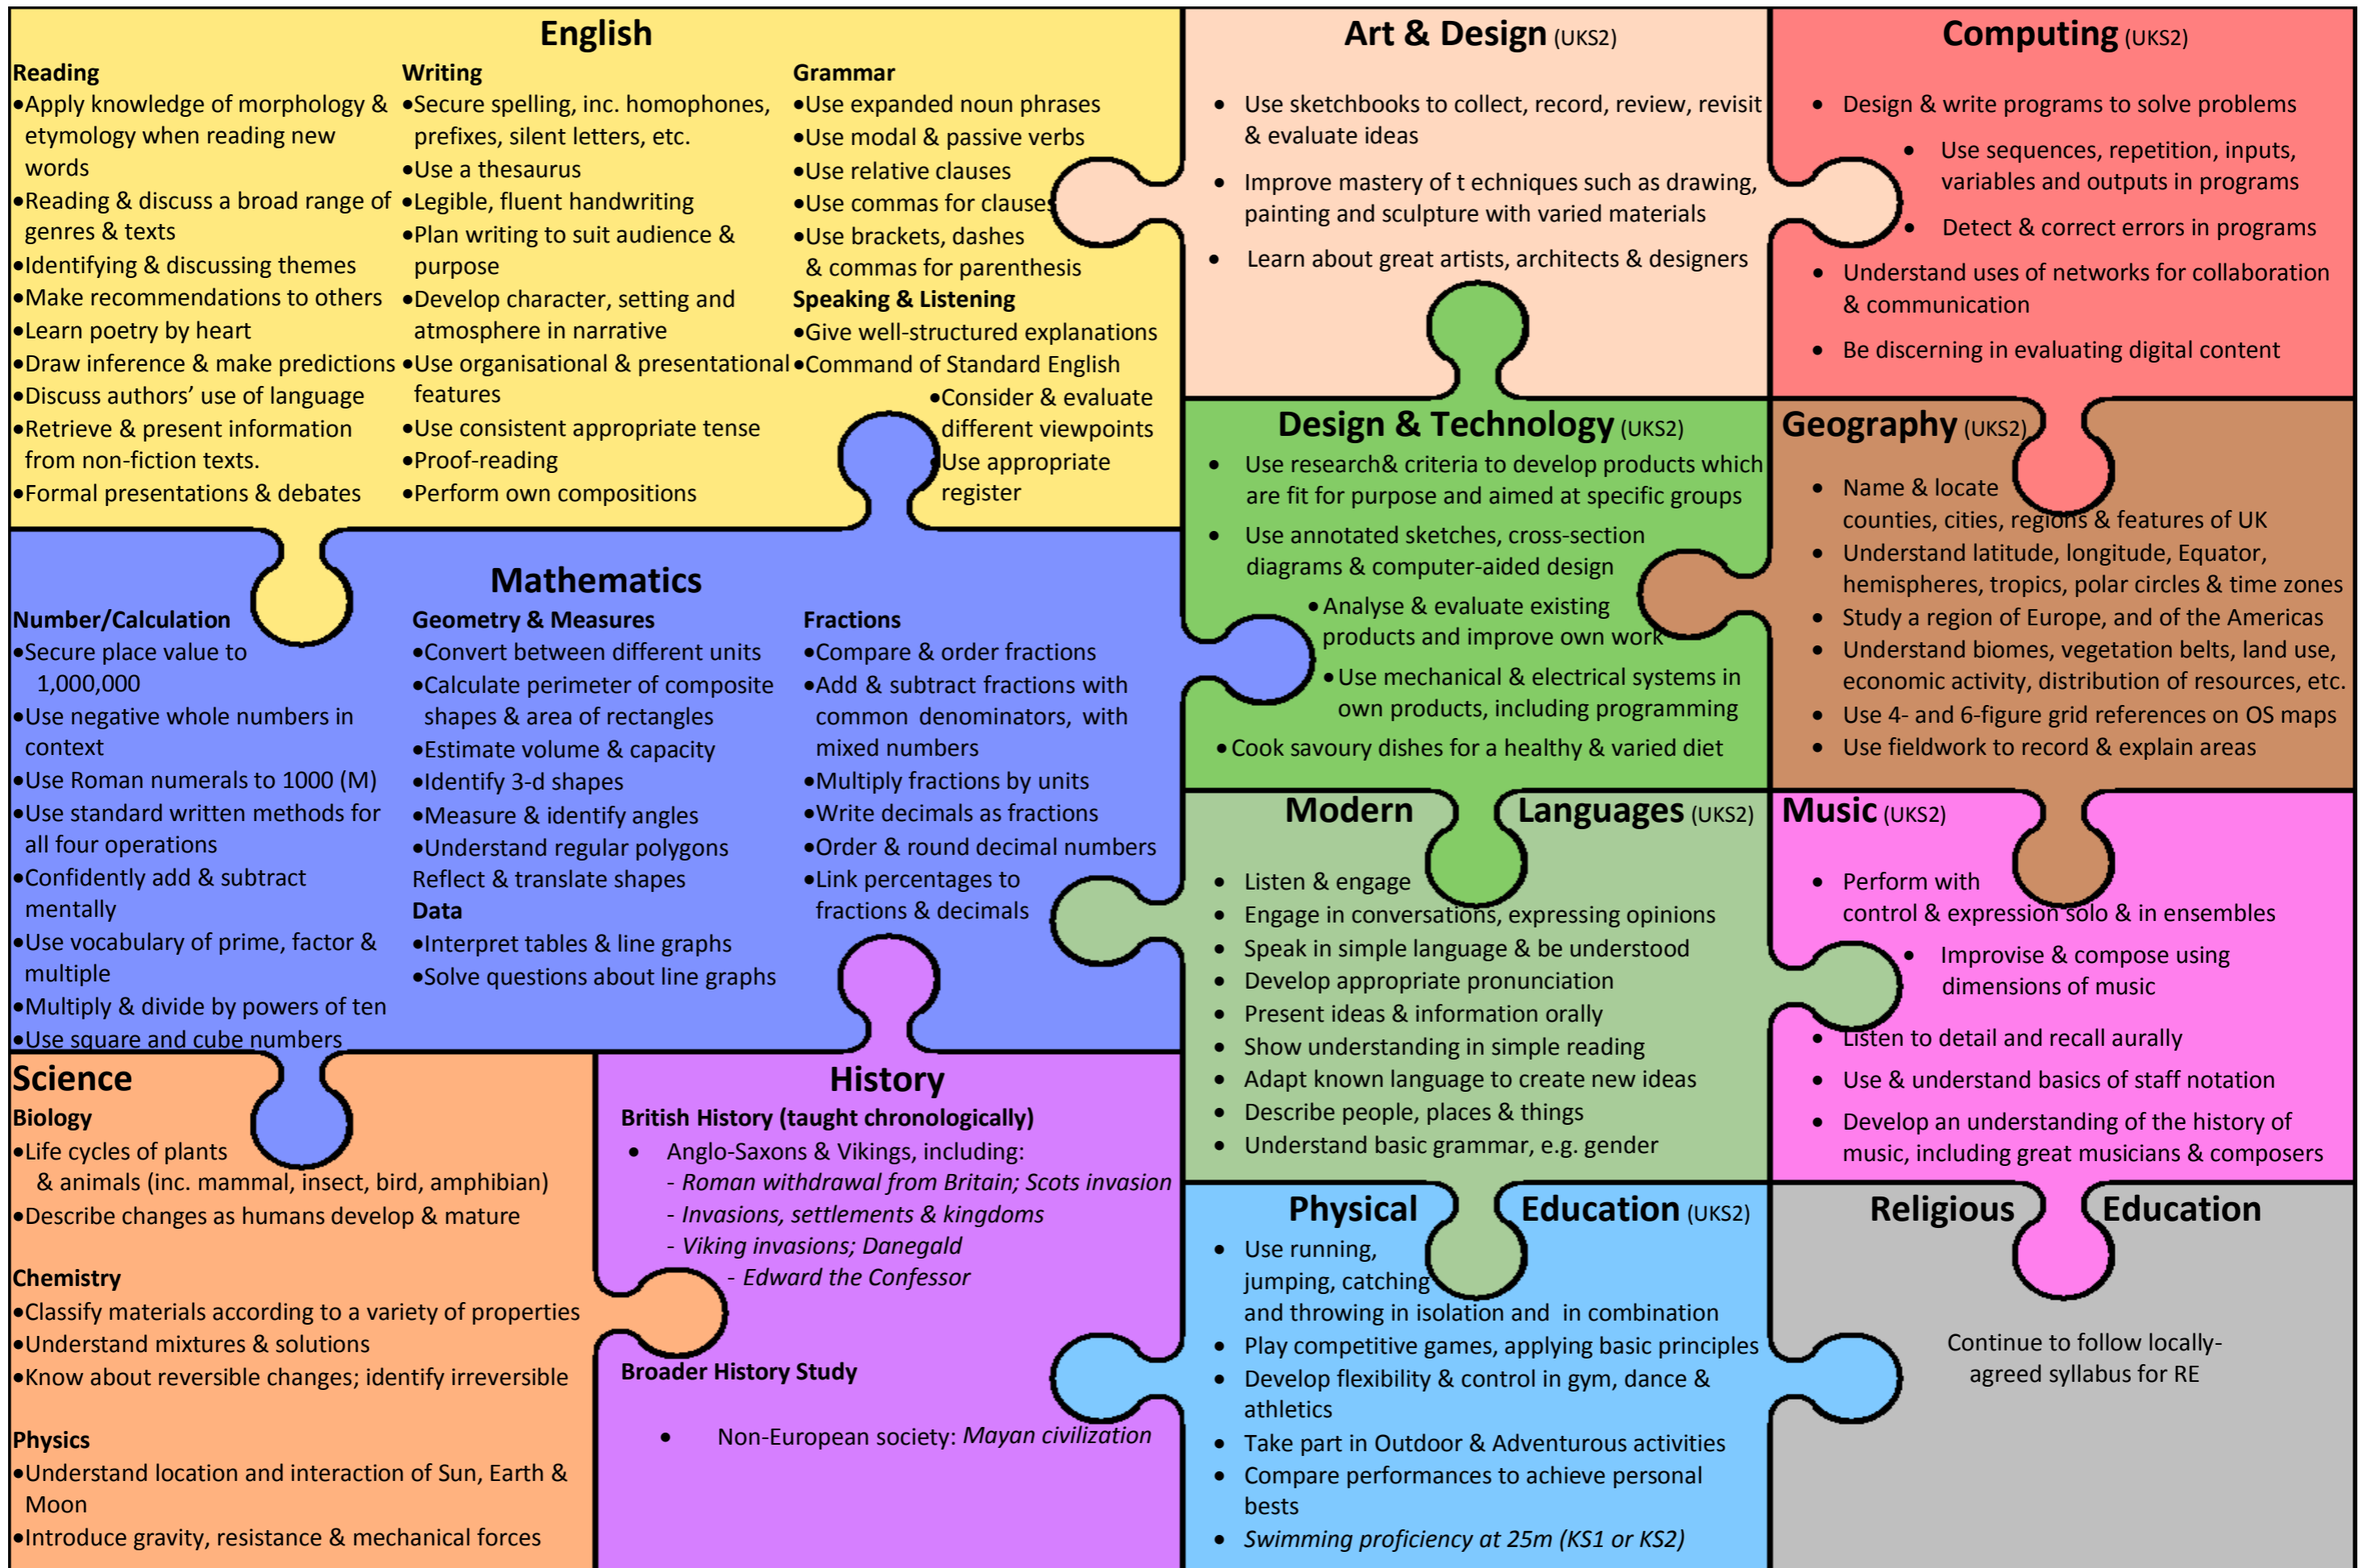 English
Reading
•Apply knowledge of morphology &
etymology when reading new
words
•Reading & discuss a broad range of
genres & texts
•Identifying & discussing themes
•Make recommendations to others
•Learn poetry by heart
•Draw inference & make predictions
•Discuss authors’ use of language
•Retrieve & present information
from non-fiction texts.
•Formal presentations & debates
Writing
•Secure spelling, inc. homophones,
prefixes, silent letters, etc.
•Use a thesaurus
•Legible, fluent handwriting
•Plan writing to suit audience &
purpose
•Develop character, setting and
atmosphere in narrative
•Use organisational & presentational
features
•Use consistent appropriate tense
•Proof-reading
•Perform own compositions
Grammar
•Use expanded noun phrases
•Use modal & passive verbs
•Use relative clauses
•Use commas for clauses
•Use brackets, dashes
& commas for parenthesis
Speaking & Listening
•Give well-structured explanations
•Command of Standard English
•Consider & evaluate
different viewpoints
•Use appropriate
register
Art & Design (UKS2)
• Use sketchbooks to collect, record, review, revisit
& evaluate ideas
• Improve mastery of t echniques such as drawing,
painting and sculpture with varied materials
• Learn about great artists, architects & designers
Computing (UKS2)
• Design & write programs to solve problems
• Use sequences, repetition, inputs,
variables and outputs in programs
• Detect & correct errors in programs
• Understand uses of networks for collaboration
& communication
• Be discerning in evaluating digital content
Mathematics
Number/Calculation
•Secure place value to
1,000,000
•Use negative whole numbers in
context
•Use Roman numerals to 1000 (M)
•Use standard written methods for
all four operations
•Confidently add & subtract
mentally
•Use vocabulary of prime, factor &
multiple
•Multiply & divide by powers of ten
•Use square and cube numbers
Geometry & Measures
•Convert between different units
•Calculate perimeter of composite
shapes & area of rectangles
•Estimate volume & capacity
•Identify 3-d shapes
•Measure & identify angles
•Understand regular polygons
Reflect & translate shapes
Data
•Interpret tables & line graphs
•Solve questions about line graphs
Fractions
•Compare & order fractions
•Add & subtract fractions with
common denominators, with
mixed numbers
•Multiply fractions by units
•Write decimals as fractions
•Order & round decimal numbers
•Link percentages to
fractions & decimals
Design & Technology (UKS2)
• Use research& criteria to develop products which
are fit for purpose and aimed at specific groups
• Use annotated sketches, cross-section
diagrams & computer-aided design
•Analyse & evaluate existing
products and improve own work
•Use mechanical & electrical systems in
own products, including programming
•Cook savoury dishes for a healthy & varied diet
Geography (UKS2)
• Name & locate
counties, cities, regions & features of UK
• Understand latitude, longitude, Equator,
hemispheres, tropics, polar circles & time zones
• Study a region of Europe, and of the Americas
• Understand biomes, vegetation belts, land use,
economic activity, distribution of resources, etc.
• Use 4- and 6-figure grid references on OS maps
• Use fieldwork to record & explain areas
Modern Languages (UKS2)
• Listen & engage
• Engage in conversations, expressing opinions
• Speak in simple language & be understood
• Develop appropriate pronunciation
• Present ideas & information orally
• Show understanding in simple reading
• Adapt known language to create new ideas
• Describe people, places & things
• Understand basic grammar, e.g. gender
Music (UKS2)
• Perform with
control & expression solo & in ensembles
• Improvise & compose using
dimensions of music
• Listen to detail and recall aurally
• Use & understand basics of staff notation
• Develop an understanding of the history of
music, including great musicians & composers
Science
Biology
•Life cycles of plants
& animals (inc. mammal, insect, bird, amphibian)
•Describe changes as humans develop & mature
Chemistry
•Classify materials according to a variety of properties
•Understand mixtures & solutions
•Know about reversible changes; identify irreversible
Physics
•Understand location and interaction of Sun, Earth &
Moon
•Introduce gravity, resistance & mechanical forces
History
British History (taught chronologically)
• Anglo-Saxons & Vikings, including:
- Roman withdrawal from Britain; Scots invasion
- Invasions, settlements & kingdoms
- Viking invasions; Danegald
- Edward the Confessor
Broader History Study
• Non-European society: Mayan civilization
Physical Education (UKS2)
• Use running,
jumping, catching
and throwing in isolation and in combination
• Play competitive games, applying basic principles
• Develop flexibility & control in gym, dance &
athletics
• Take part in Outdoor & Adventurous activities
• Compare performances to achieve personal
bests
• Swimming proficiency at 25m (KS1 or KS2)
Religious Education
Continue to follow locally-
agreed syllabus for RE